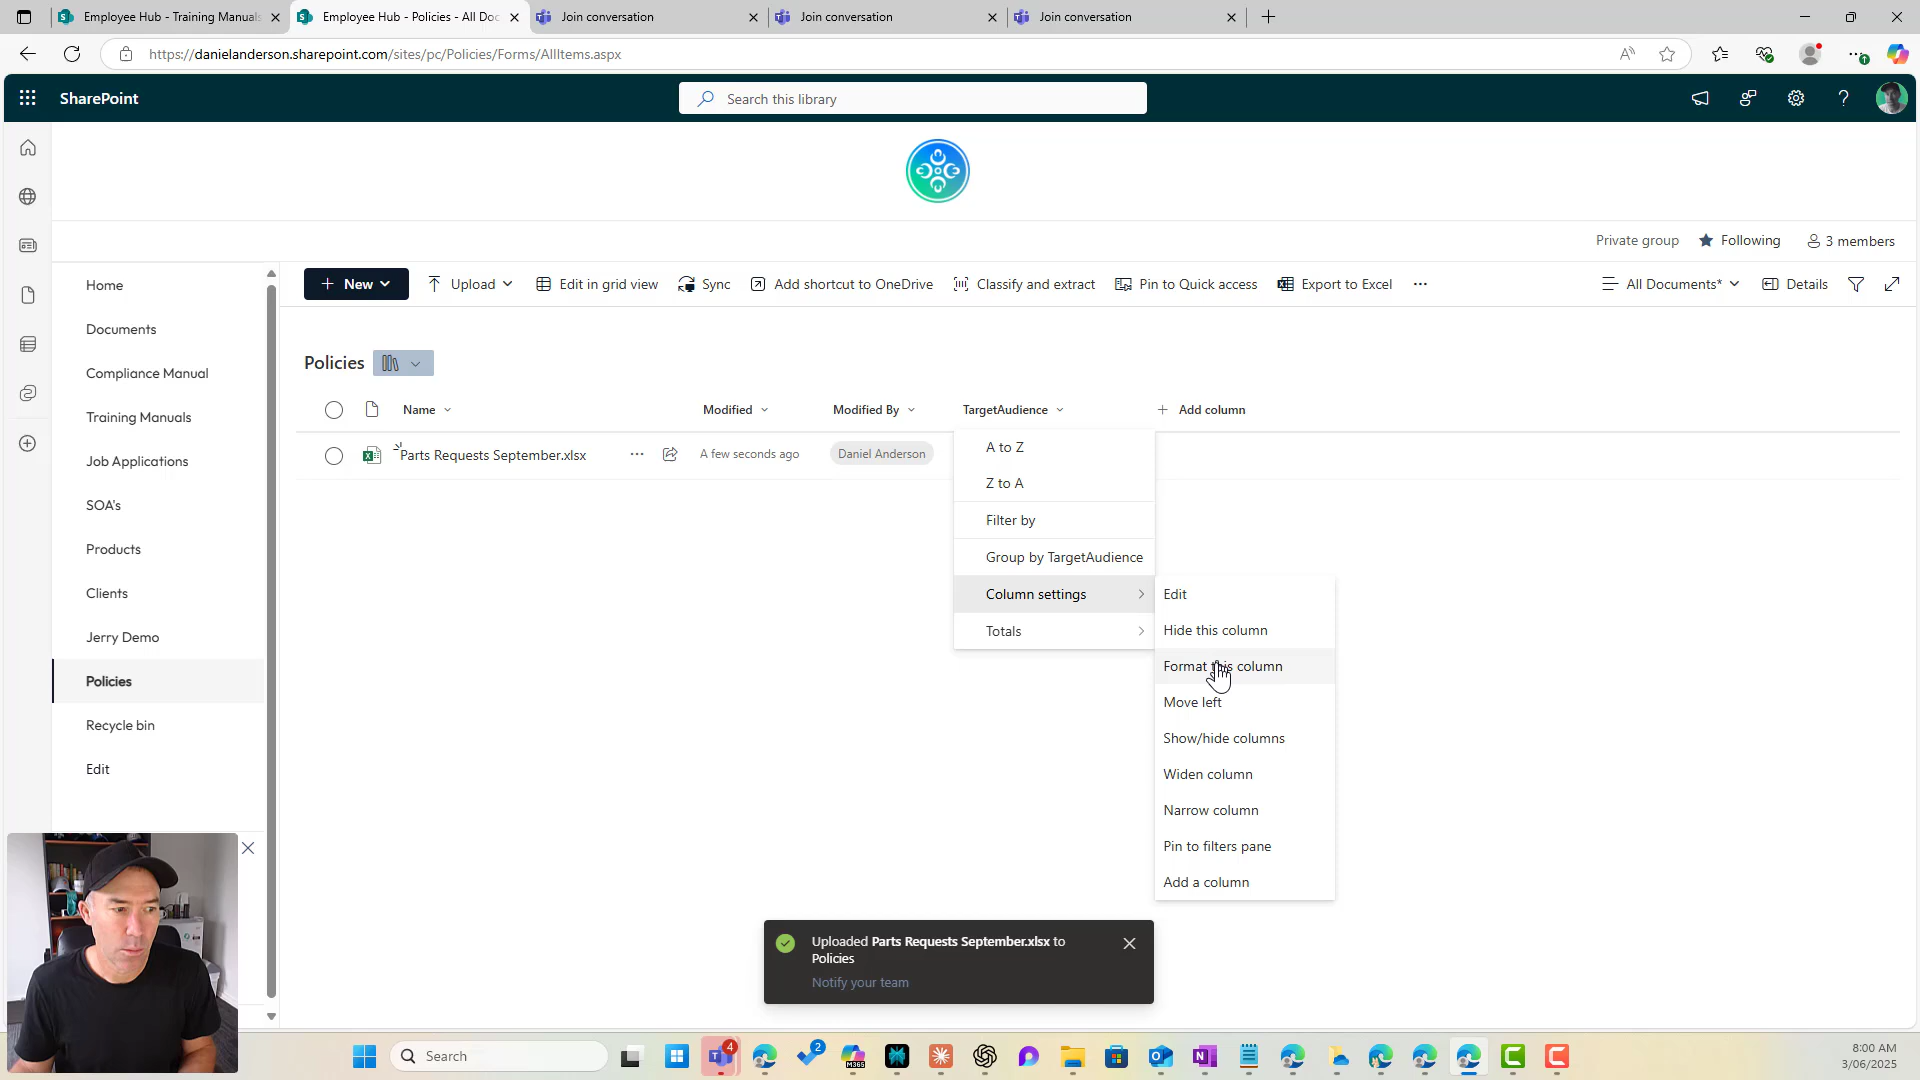 Employee Hub - Training Manuals
Employee Hub - Policies - All Doc
Join conversation
Join conversation
Join conversation
https://danielanderson.sharepoint.com/sites/pc/Policies/Forms/AllItems.aspx
SharePoint
Search this library
Private group
Following
3 members
Home
Documents
Compliance Manual
Training Manuals
Job Applications
SOA's
Products
Clients
Jerry Demo
Policies
Recycle bin
Edit
New
Upload
Edit in grid view
Sync
Add shortcut to OneDrive
Classify and extract
Pin to Quick access
Export to Excel
All Documents*
Details
Policies
Name
Modified
Modified By
TargetAudience
Add column
Parts Requests September.xlsx
A few seconds ago
Daniel Anderson
A to Z
Z to A
Filter by
Group by TargetAudience
Column settings
Totals
Edit
Hide this column
Format this column
Move left
Show/hide columns
Widen column
Narrow column
Pin to filters pane
Add a column
Uploaded Parts Requests September.xlsx to
Policies
Notify your team
Search
4
2
M365
8:00 AM
3/06/2025